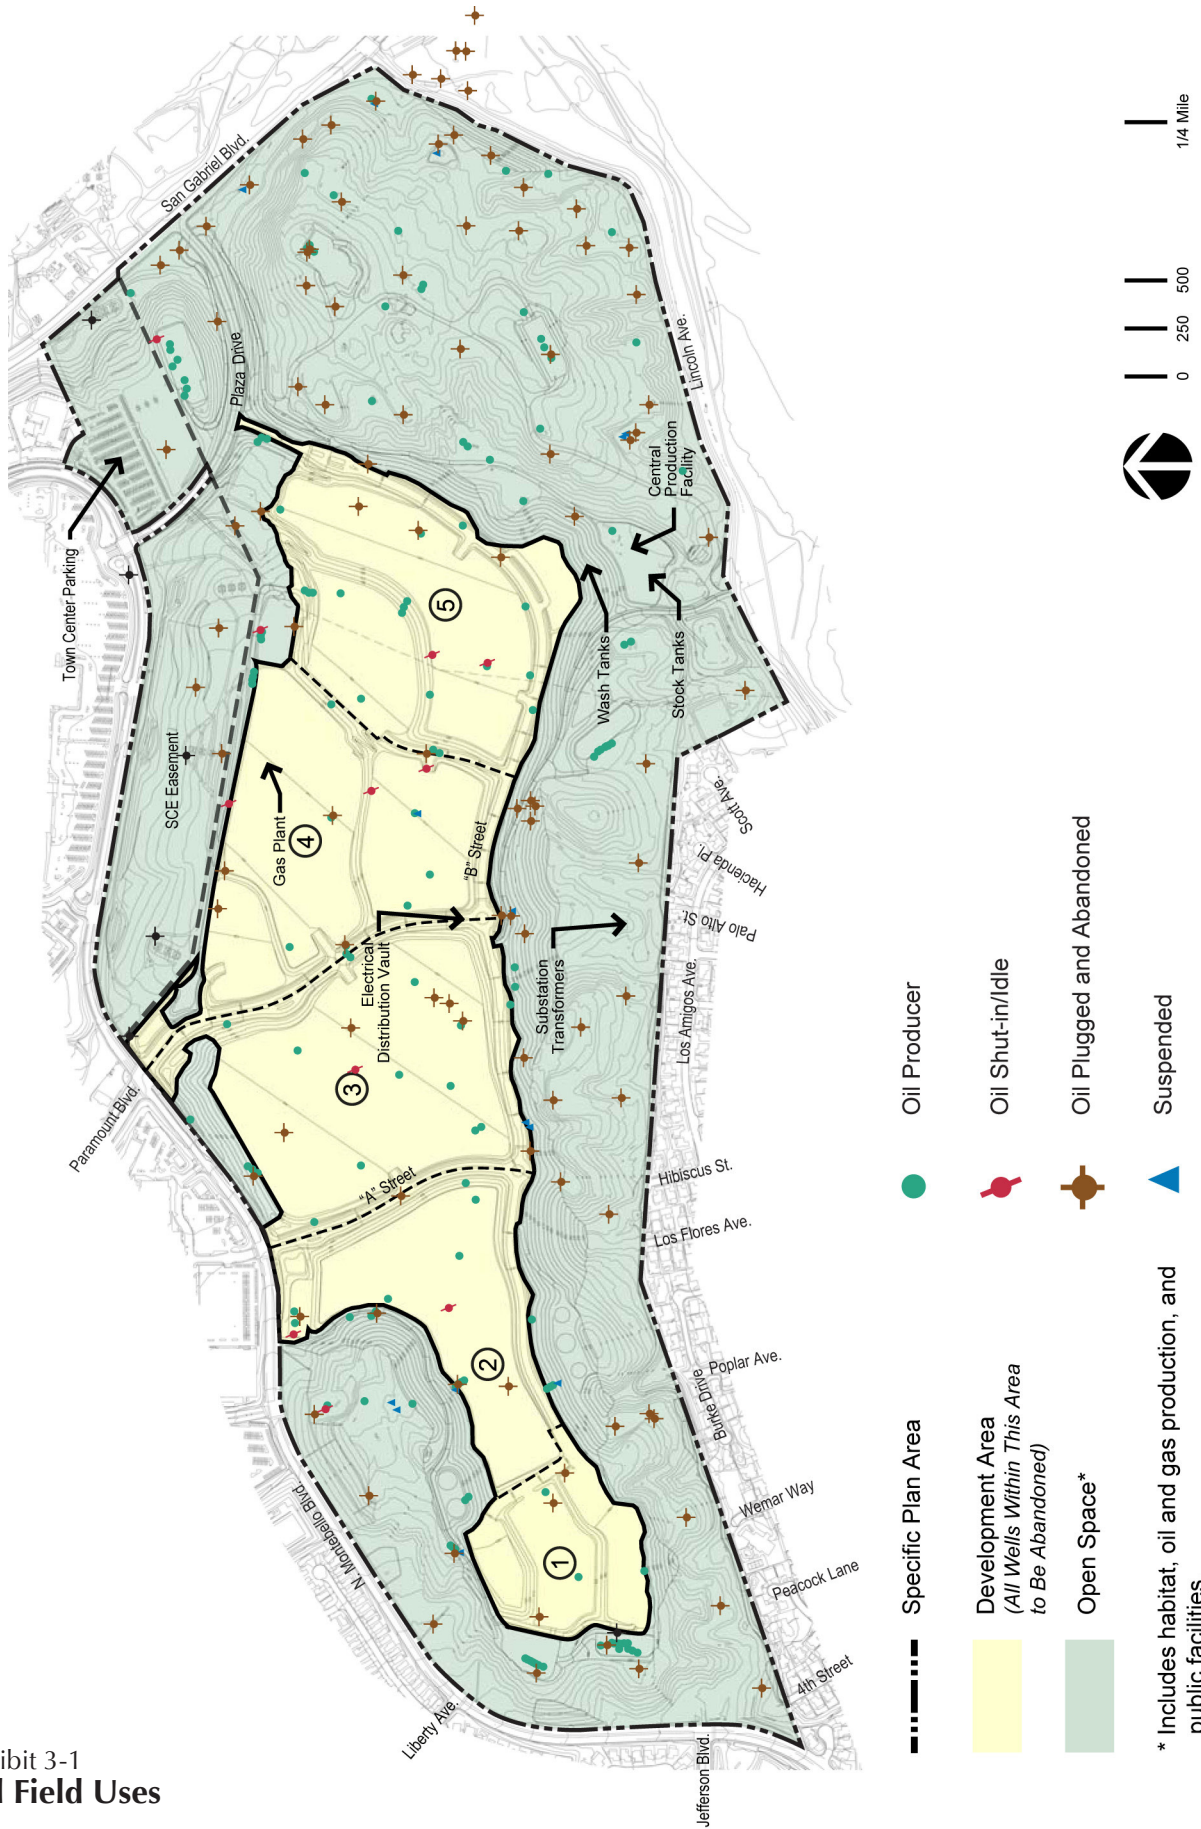 ibit 3-1
l Field Uses
San Gabriel Blvd.
Plaza Drive
Town Center Parking
SCE Easement
Paramount Blvd.
Gas Plant
4
5
3
2
1
"B" Street
"A" Street
Electrical
Distribution Vault
Substation
Transformers
Wash Tanks
Stock Tanks
Central
Production
Facility
Lincoln Ave.
Scott Ave.
Hacienda Pl.
Palo Alto St.
Los Amigos Ave.
Hibiscus St.
Los Flores Ave.
Poplar Ave.
Burke Drive
Wemar Way
Peacock Lane
4th Street
Jefferson Blvd.
Liberty Ave.
N. Montebello Blvd.
Specific Plan Area
Development Area
(All Wells Within This Area
to Be Abandoned)
Open Space*
* Includes habitat, oil and gas production, and
public facilities
Oil Producer
Oil Shut-in/Idle
Oil Plugged and Abandoned
Suspended
0
250
500
1/4 Mile